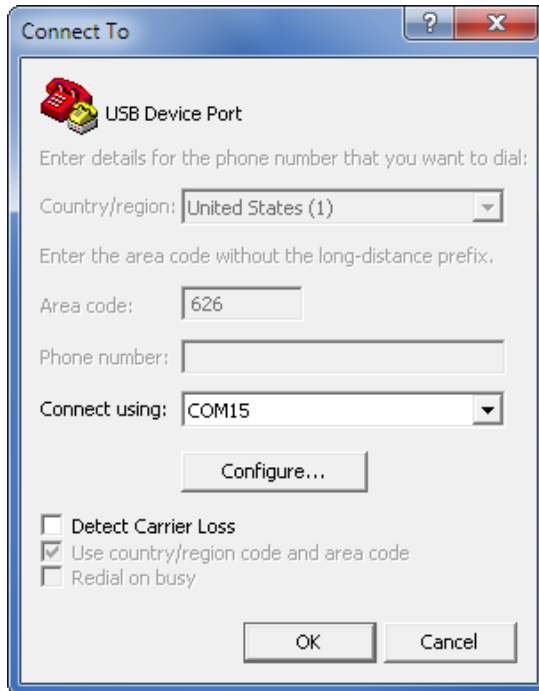 Connect To
USB Device Port
Enter details for the phone number that you want to dial:
Country/region: United States (1)
Enter the area code without the long-distance prefix.
Area code: 626
Phone number:
Connect using: COM15
Configure...
Detect Carrier Loss
Use country/region code and area code
Redial on busy
OK Cancel